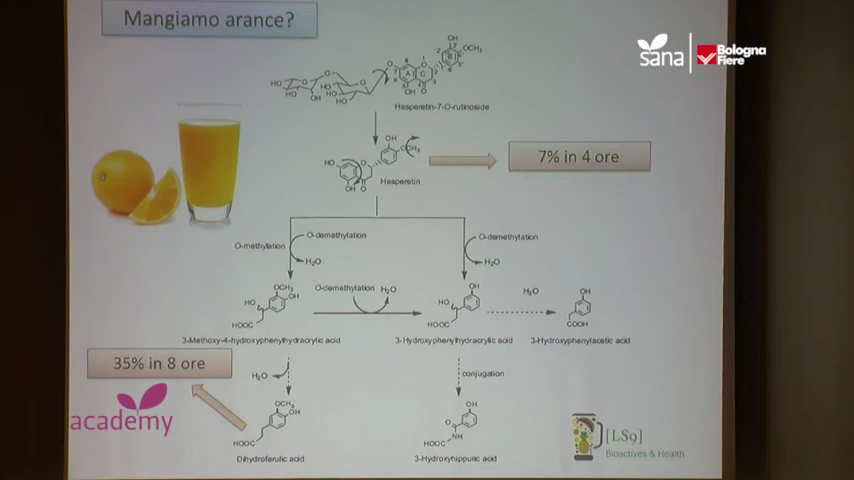 Mangiamo arance?
sana
Bologna
Fiere
Hesperetin-7-O-rutinoside
7% in 4 ore
Hesperetin
O-methylation
O-demethylation
H₂O
O-demethylation
H₂O
O-demethylation
H₂O
H₂O
3-Methoxy-4-hydroxyphenylhydracrylic acid
3-Hydroxyphenylhydracrylic acid
3-Hydroxyphenylacetic acid
35% in 8 ore
H₂O
conjugation
academy
Dihydroferulic acid
3-Hydroxyhippuric acid
[LS9]
Bioactives & Health